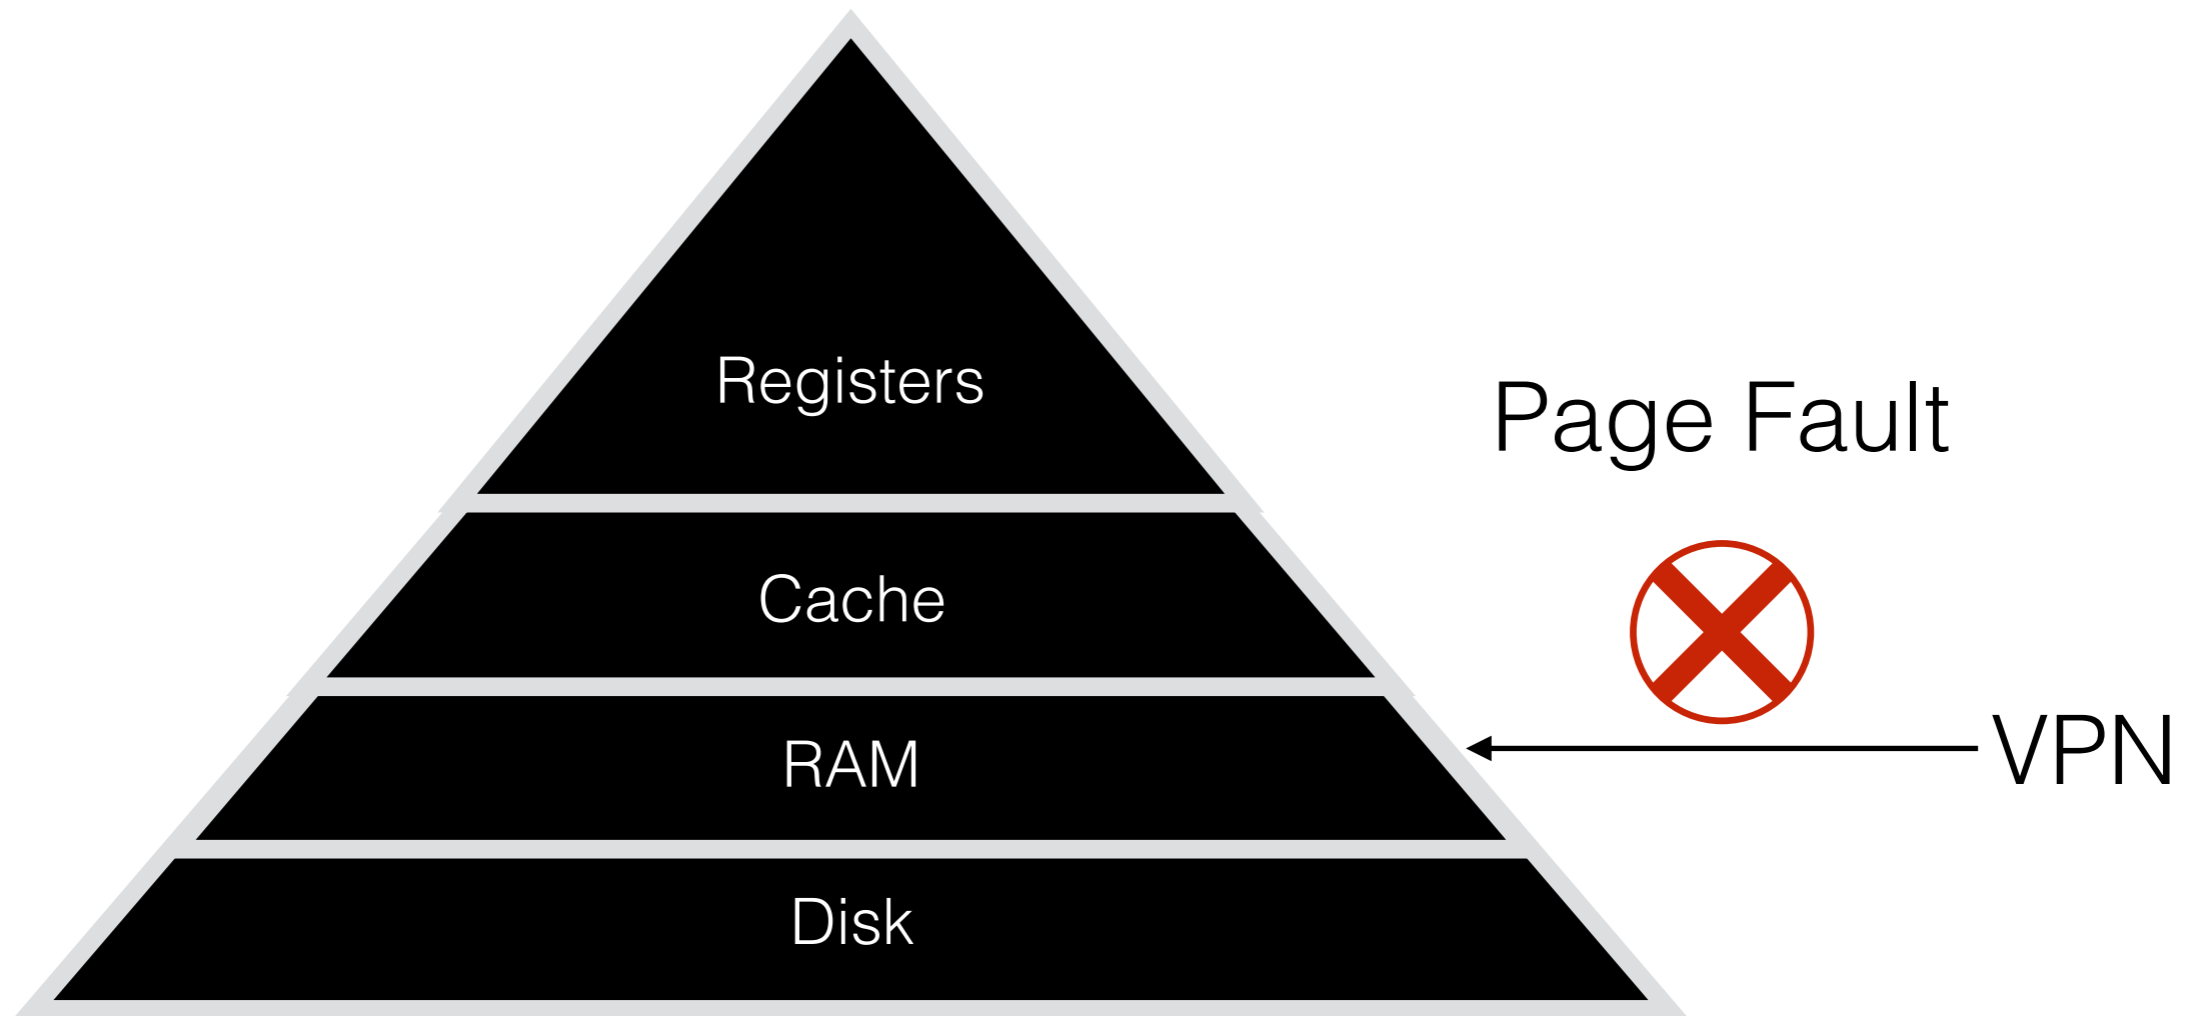 Registers
Page Fault
Cache
VPN
RAM
Disk